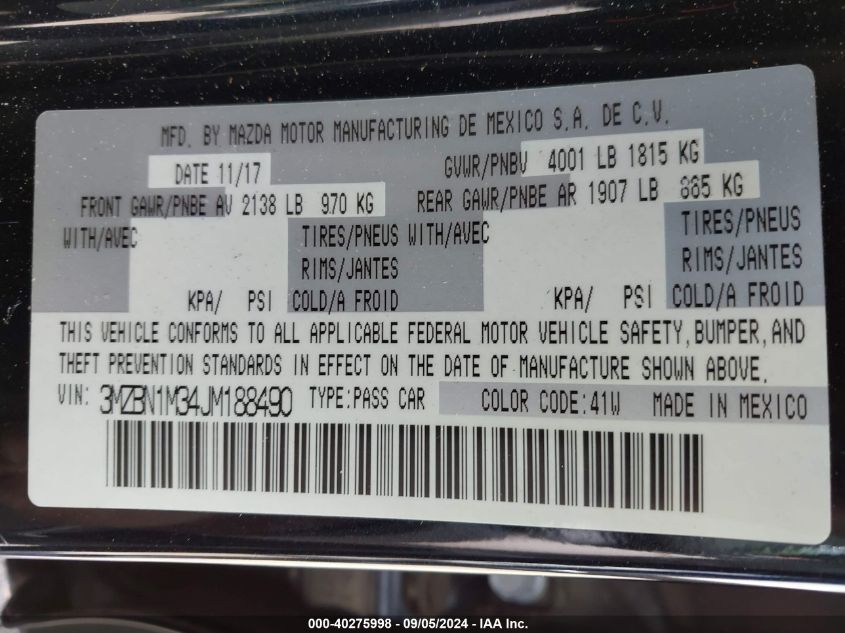 MFD. BY MAZDA MOTOR MANUFACTURING DE MEXICO S.A. DE C.V.
DATE 11/17 GVWR/PNBV 4001 LB 1815 KG
FRONT GAWR/PNBE AV 2138 LB 970 KG REAR GAWR/PNBE AR 1907 LB 865 KG
WITH/AVEC TIRES/PNEUS WITH/AVEC TIRES/PNEUS
RIMS/JANTES RIMS/JANTES
KPA/ PSI COLD/A FROID KPA/ PSI COLD/A FROID
THIS VEHICLE CONFORMS TO ALL APPLICABLE FEDERAL MOTOR VEHICLE SAFETY, BUMPER, AND
THEFT PREVENTION STANDARDS IN EFFECT ON THE DATE OF MANUFACTURE SHOWN ABOVE.
VIN: 3MZBN1M34JM188490 TYPE:PASS CAR COLOR CODE:41W MADE IN MEXICO
000-40275998 - 09/05/2024 - IAA Inc.